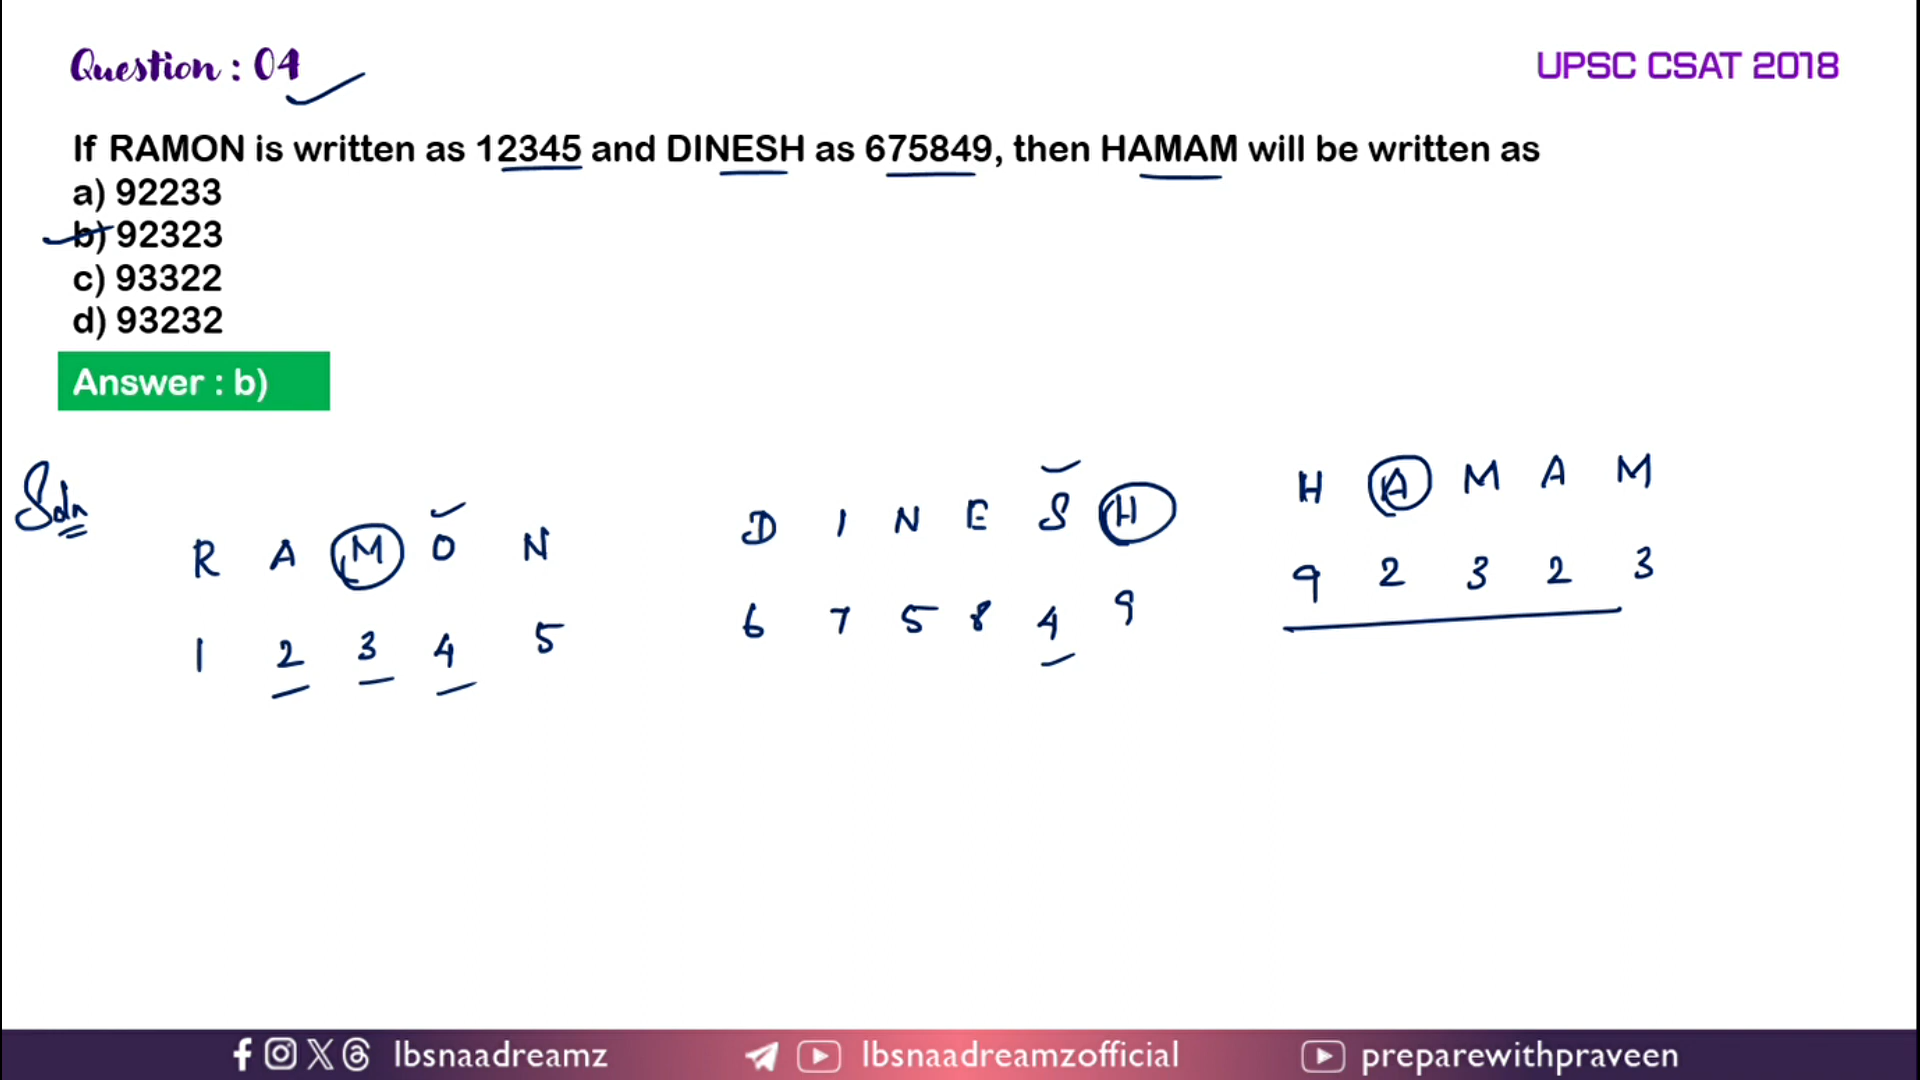 Question : 04
UPSC CSAT 2018
If RAMON is written as 12345 and DINESH as 675849, then HAMAM will be written as
a) 92233
b) 92323
c) 93322
d) 93232
Answer : b)
Soln
R A M O N
1 2 3 4 5
D I N E S H
6 7 5 8 4 9
H A M A M
9 2 3 2 3
lbsnaadreamz
lbsnaadreamzofficial
preparewithpraveen